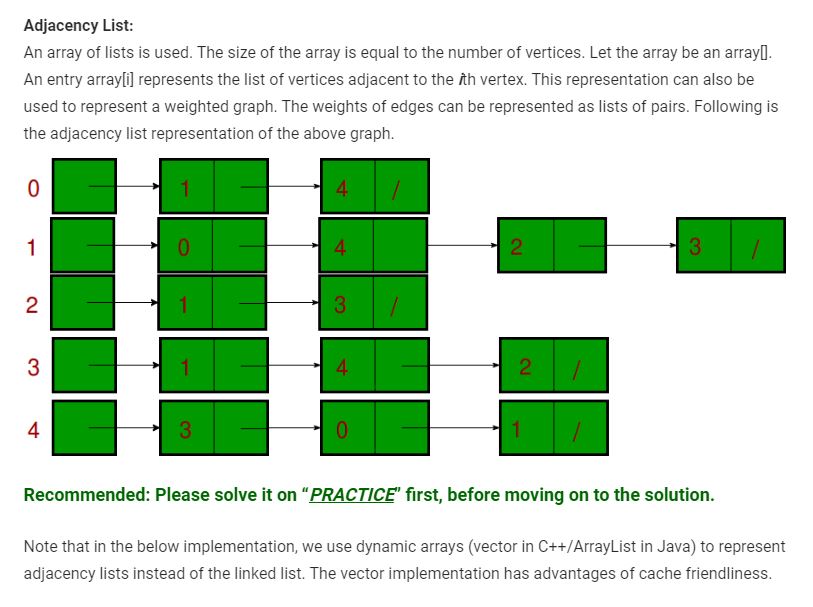 Adjacency List:
An array of lists is used. The size of the array is equal to the number of vertices. Let the array be an array[].
An entry array[i] represents the list of vertices adjacent to the ith vertex. This representation can also be
used to represent a weighted graph. The weights of edges can be represented as lists of pairs. Following is
the adjacency list representation of the above graph.
0 1 4 /
1 0 4 2 3 /
2 1 3 /
3 1 4 2 /
4 3 0 1 /
Recommended: Please solve it on “PRACTICE” first, before moving on to the solution.
Note that in the below implementation, we use dynamic arrays (vector in C++/ArrayList in Java) to represent
adjacency lists instead of the linked list. The vector implementation has advantages of cache friendliness.